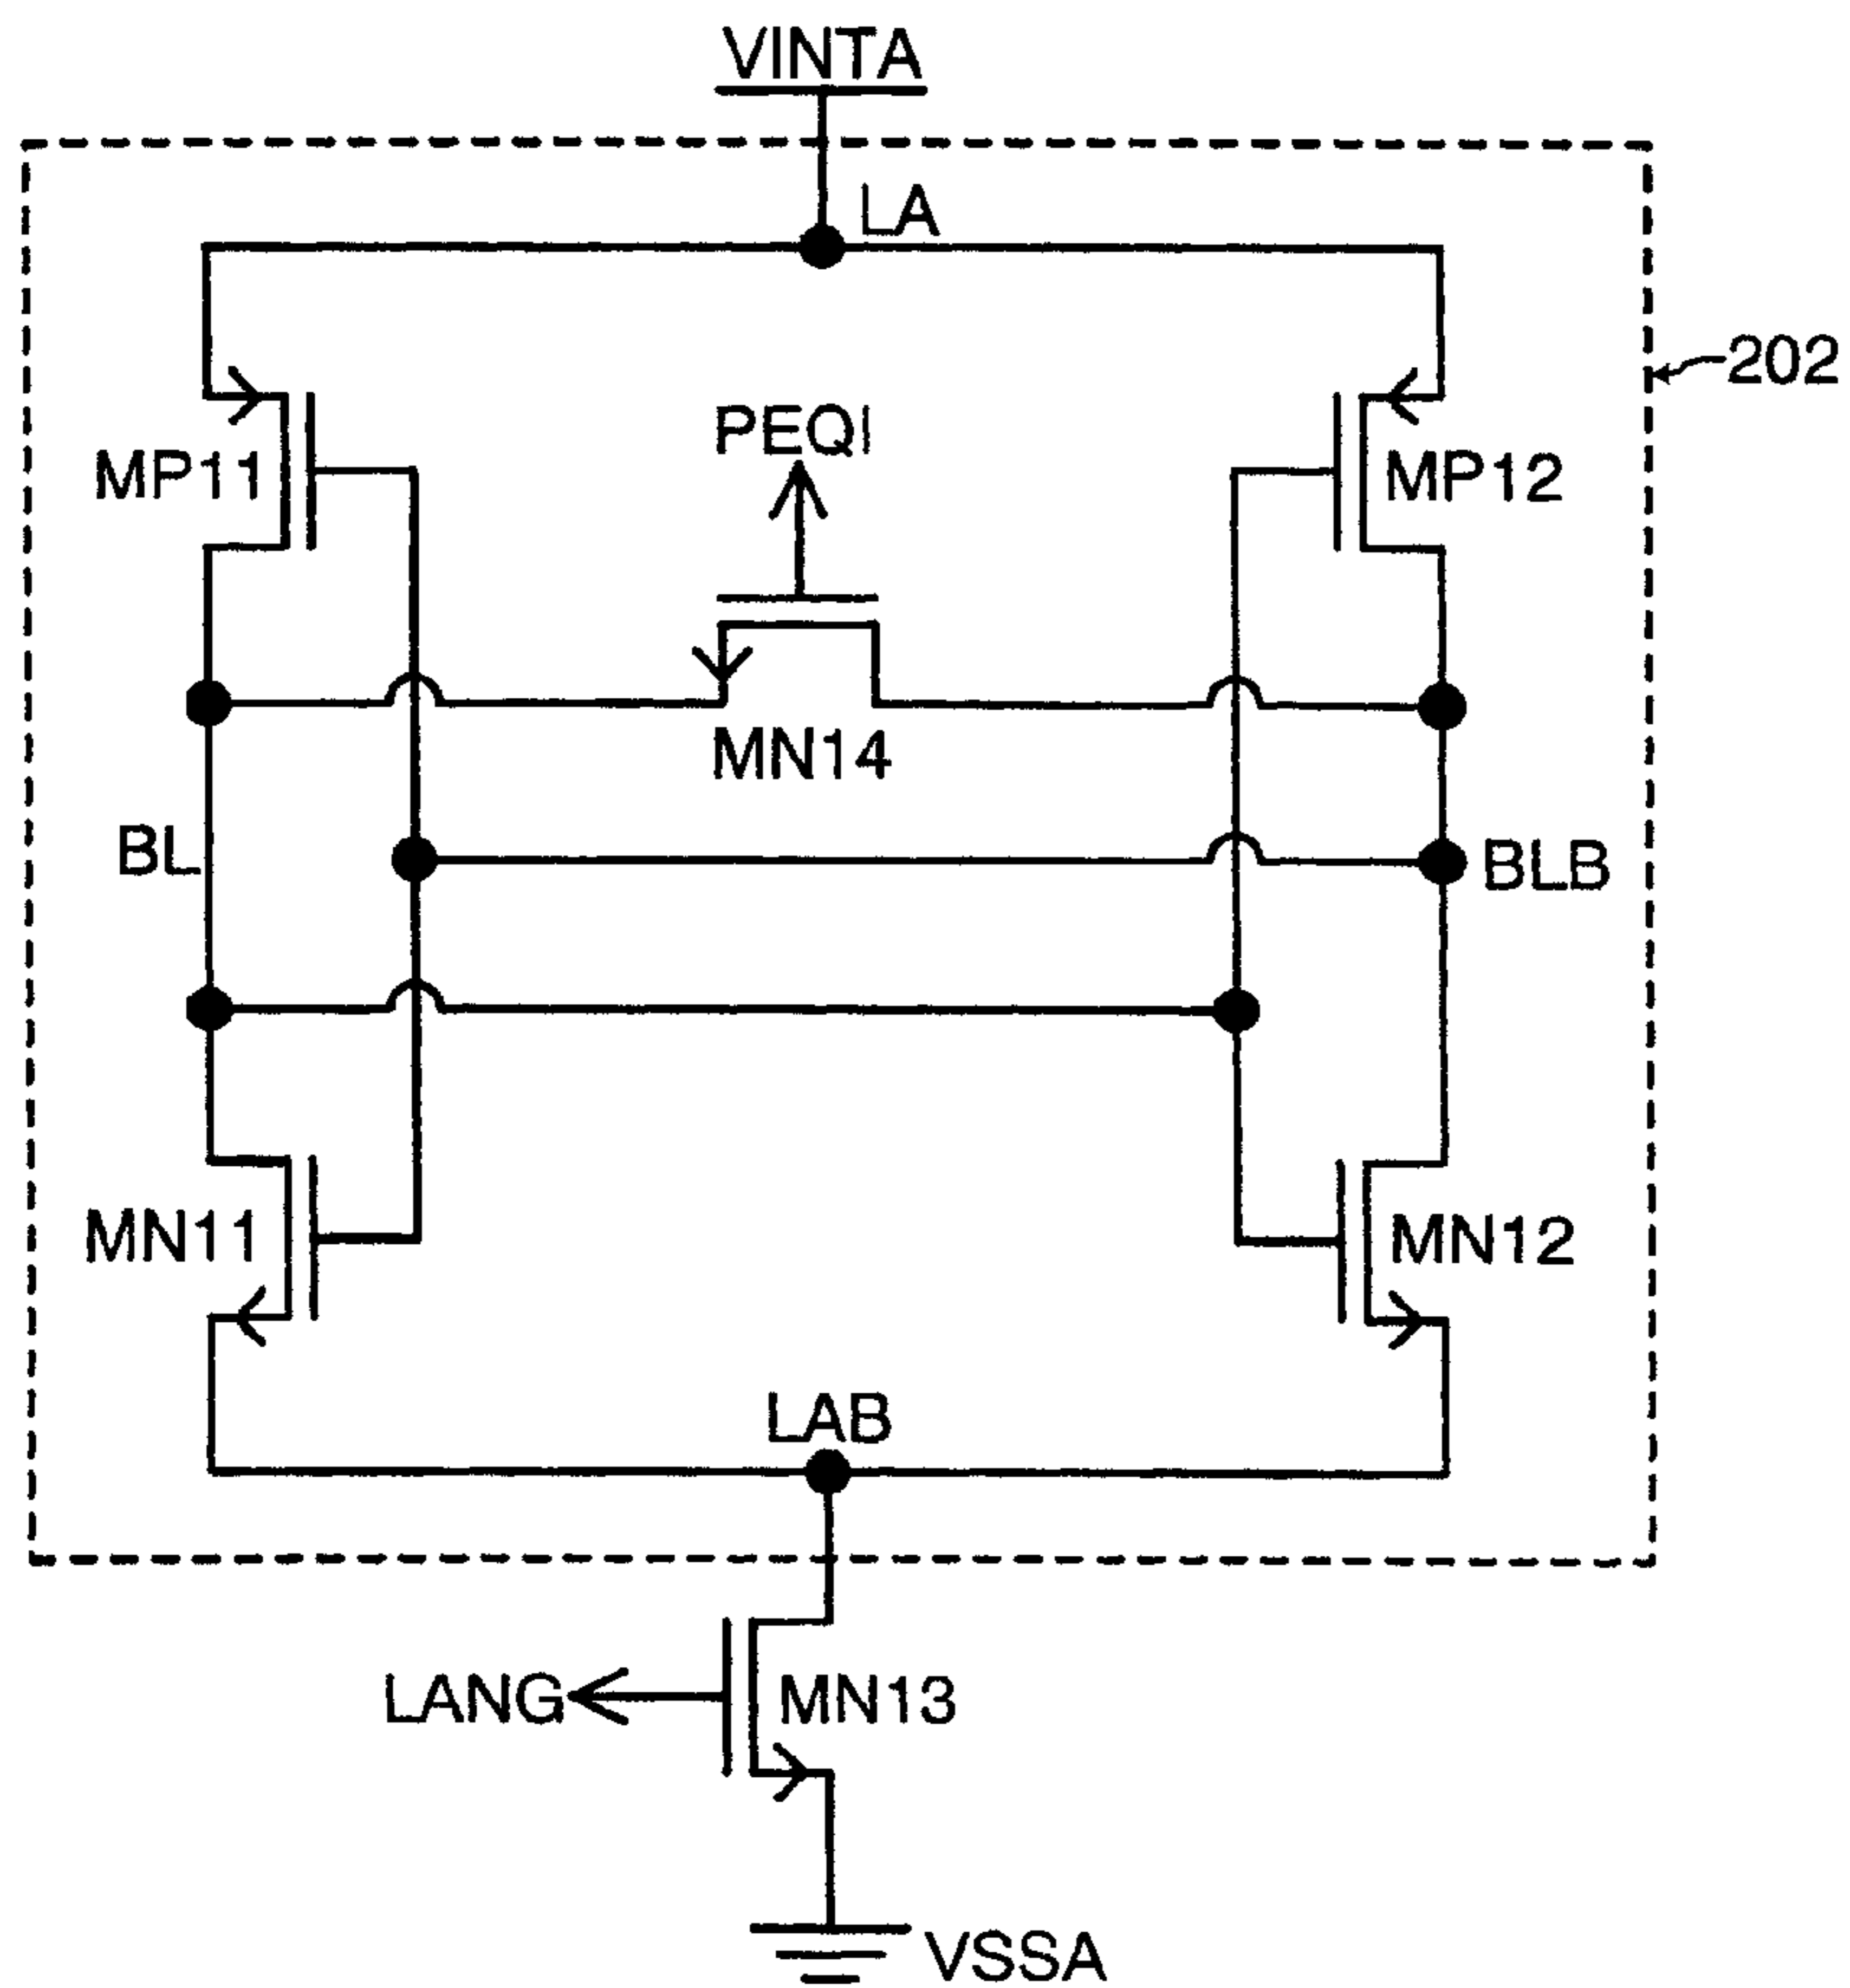 VINTA
LA
202
PEQI
MP11
MP12
MN14
BL
BLB
MN11
MN12
LAB
LANG
MN13
VSSA